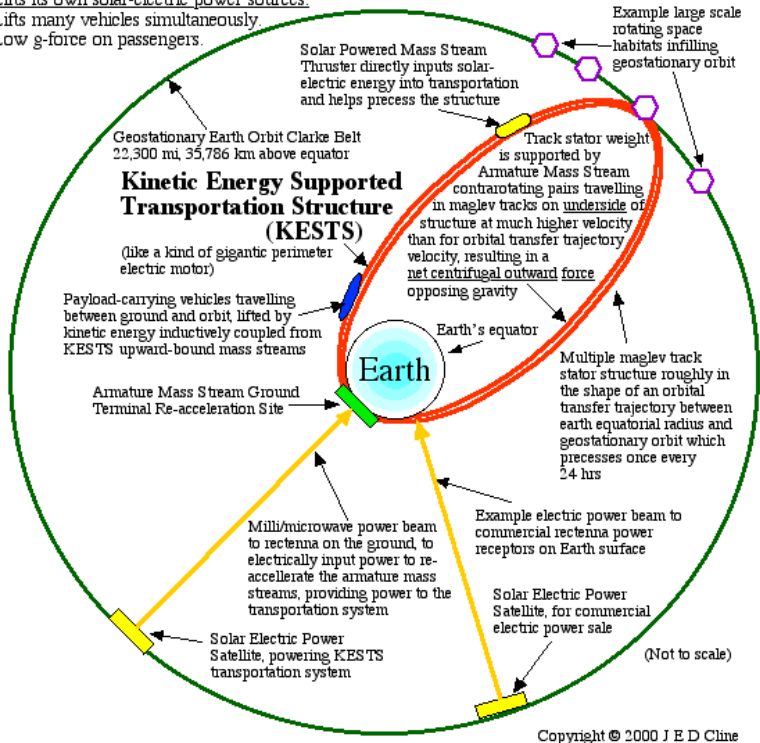 its own solar-electric power sources.
Lifts many vehicles simultaneously.
Low g-force on passengers.
Example large scale
rotating space
habitats infilling
geostationary orbit
Solar Powered Mass Stream
Thruster directly inputs solar-
electric energy into transportation
and helps precess the structure
Geostationary Earth Orbit Clarke Belt
22,300 mi, 35,786 km above equator
Track stator weight
is supported by
Armature Mass Stream
contrarotating pairs travelling
in maglev tracks on underside of
structure at much higher velocity
than for orbital transfer trajectory
velocity, resulting in a
net centrifugal outward force
opposing gravity
Kinetic Energy Supported
Transportation Structure
(KESTS)
(like a kind of gigantic perimeter
electric motor)
Payload-carrying vehicles travelling
between ground and orbit, lifted by
kinetic energy inductively coupled from
KESTS upward-bound mass streams
Earth's equator
Earth
Armature Mass Stream Ground
Terminal Re-acceleration Site
Multiple maglev track
stator structure roughly in
the shape of an orbital
transfer trajectory between
earth equatorial radius and
geostationary orbit which
precesses once every
24 hrs
Milli/microwave power beam
to rectenna on the ground, to
electrically input power to re-
accellerate the armature mass
streams, providing power to the
transportation system
Example electric power beam to
commercial rectenna power
receptors on Earth surface
Solar Electric Power
Satellite, for commercial
electric power sale
Solar Electric Power
Satellite, powering KESTS
transportation system
(Not to scale)
Copyright © 2000 J E D Cline